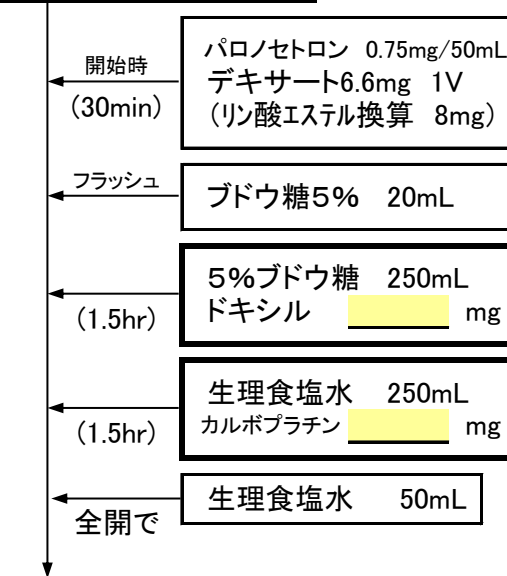 開始時
(30min)
パロノセトロン 0.75mg/50mL
デキサート6.6mg 1V
(リン酸エステル換算 8mg)
フラッシュ
ブドウ糖5% 20mL
(1.5hr)
5%ブドウ糖 250mL
ドキシル mg
(1.5hr)
生理食塩水 250mL
カルボプラチン mg
全開で
生理食塩水 50mL